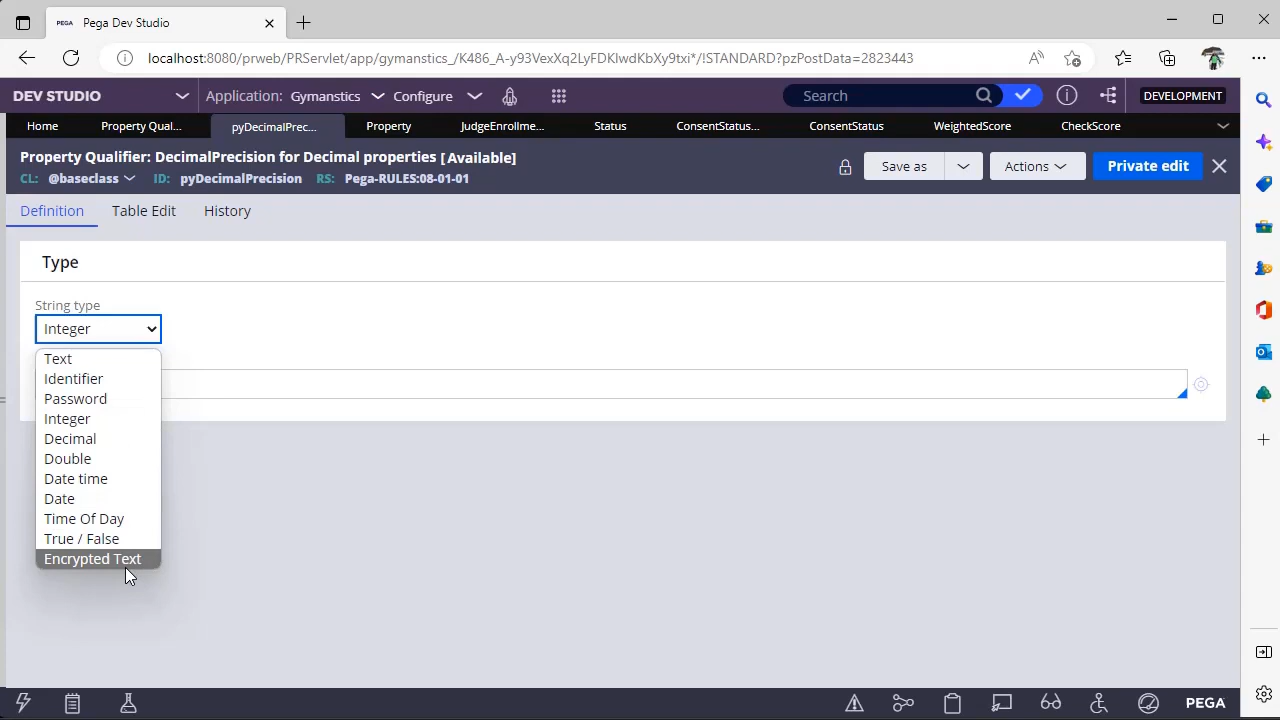 PEGA Pega Dev Studio
localhost:8080/prweb/PRServlet/app/gymanstics_/K486_A=y93VexXq2LyFDKIwdKbXy9txi*/!STANDARD?pzPostData=2823443
DEV STUDIO Application: Gymanstics Configure Search DEVELOPMENT
Home Property Qual... pyDecimalPrec... Property JudgeEnrollme... Status ConsentStatus... ConsentStatus WeightedScore CheckScore
Property Qualifier: DecimalPrecision for Decimal properties [Available]
CL: @baseclass ID: pyDecimalPrecision RS: Pega-RULES:08-01-01
Save as Actions Private edit
Definition Table Edit History
Type
String type
Integer
Text
Identifier
Password
Integer
Decimal
Double
Date time
Date
Time Of Day
True / False
Encrypted Text
PEGA